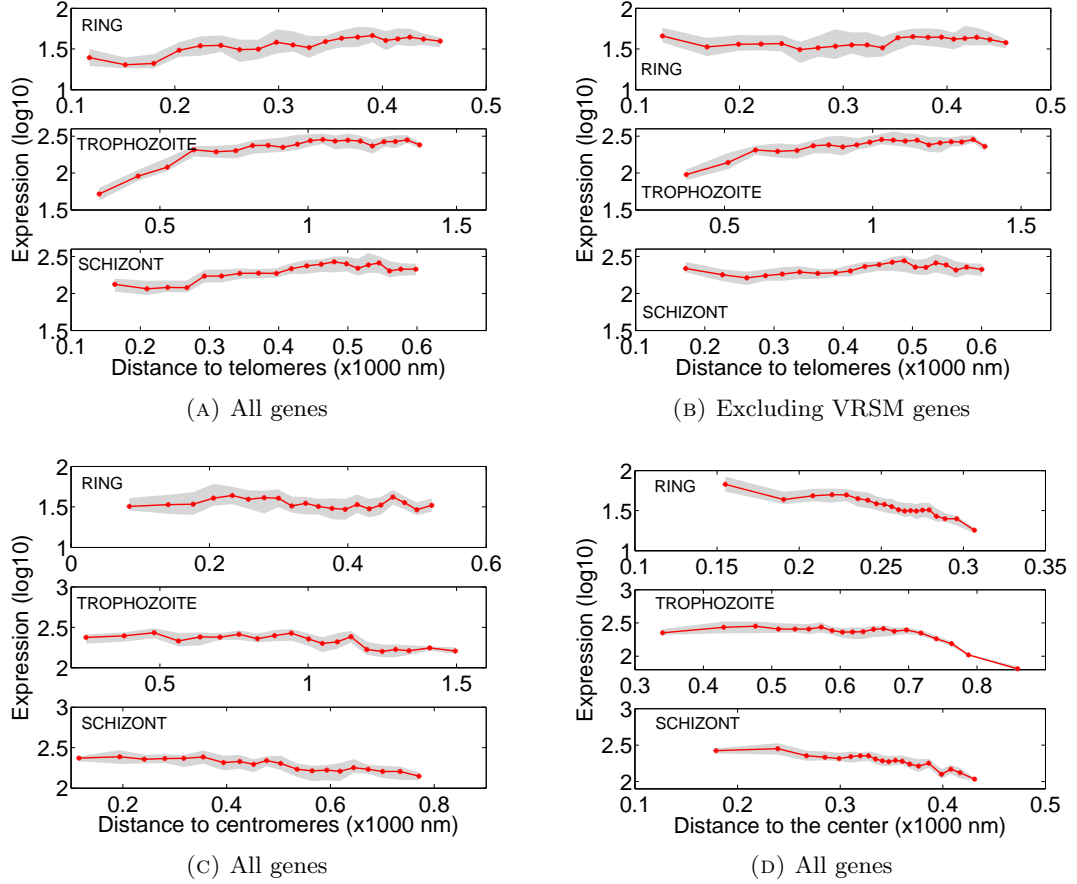 Expression (log10)
2
1.5
1
RING
0.1 0.2 0.3 0.4 0.5
2.5
2
1.5
TROPHOZOITE
0.5 1 1.5
2.5
2
1.5
SCHIZONT
0.1 0.2 0.3 0.4 0.5 0.6
Distance to telomeres (x1000 nm)
(A) All genes
Expression (log10)
2
1.5
1
RING
0.1 0.2 0.3 0.4 0.5
2.5
2
1.5
TROPHOZOITE
0.5 1 1.5
2.5
2
1.5
SCHIZONT
0.1 0.2 0.3 0.4 0.5 0.6
Distance to telomeres (x1000 nm)
(B) Excluding VRSM genes
Expression (log10)
2
1.5
1
RING
0 0.2 0.4 0.6
3
2.5
2
TROPHOZOITE
0.5 1 1.5
3
2.5
2
SCHIZONT
0.2 0.4 0.6 0.8
Distance to centromeres (x1000 nm)
(C) All genes
Expression (log10)
2
1.5
1
RING
0.1 0.15 0.2 0.25 0.3 0.35
3
2.5
2
TROPHOZOITE
0.3 0.4 0.5 0.6 0.7 0.8
3
2.5
2
SCHIZONT
0.1 0.2 0.3 0.4 0.5
Distance to the center (x1000 nm)
(D) All genes